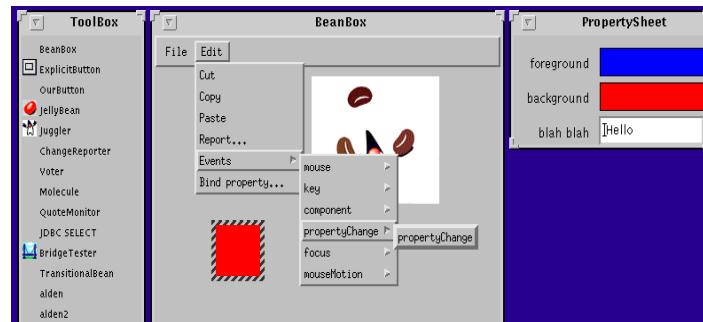 ToolBox
BeanBox
ExplicitButton
OurButton
JellyBean
Juggler
ChangeReporter
Voter
Molecule
QuoteMonitor
JDBC SELECT
BridgeTester
TransitionalBean
alden
alden2
BeanBox
File Edit
Cut
Copy
Paste
Report...
Events
Bind property...
mouse
key
component
propertyChange
focus
mouseMotion
propertyChange
PropertySheet
foreground
background
blah blah Hello